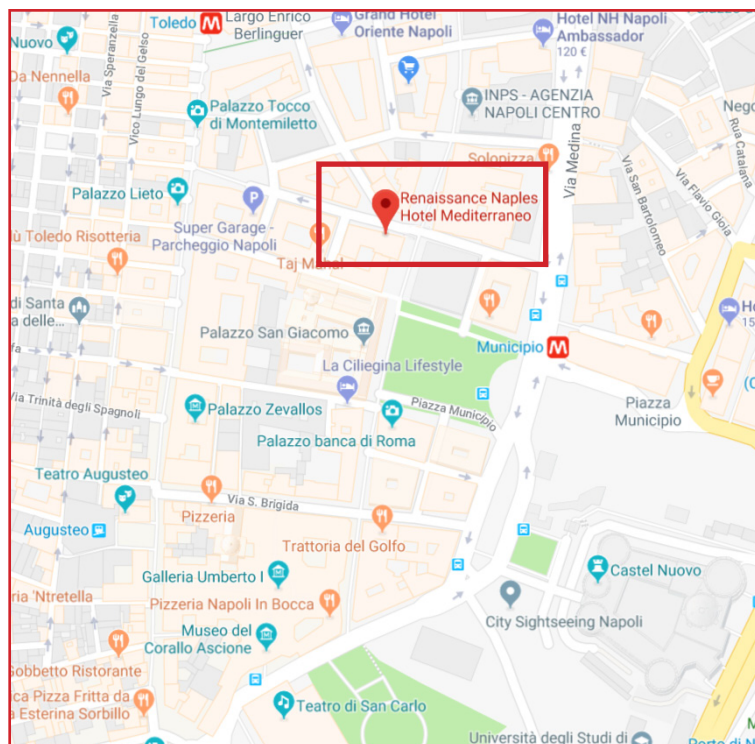 Toledo
M
Largo Enrico
Berlinguer
Grand Hotel
Oriente Napoli
Hotel NH Napoli
Ambassador
120 €
Nuovo
Via Speranzella
Vico Lungo del Gelso
Da Nennella
Palazzo Tocco
di Montemiletto
INPS - AGENZIA
NAPOLI CENTRO
Nego
Rua Catalana
Solopizza
Via Medina
Via San Bartolomeo
Via Flavio Gioia
Palazzo Lieto
P
Super Garage -
Parcheggio Napoli
Renaissance Naples
Hotel Mediterraneo
ù Toledo Risotteria
Taj Mahal
di Santa
a delle...
Palazzo San Giacomo
Municipio
M
Ho
15
La Ciliegina Lifestyle
Via Trinità degli Spagnoli
Palazzo Zevallos
Piazza Municipio
Piazza
Municipio
Palazzo banca di Roma
Teatro Augusteo
Pizzeria
Via S. Brigida
Augusteo
Trattoria del Golfo
Galleria Umberto I
Castel Nuovo
ria 'Ntretella
Pizzeria Napoli In Bocca
City Sightseeing Napoli
Museo del
Corallo Ascione
Gobbetto Ristorante
ca Pizza Fritta da
a Esterina Sorbillo
Teatro di San Carlo
Università degli Studi di